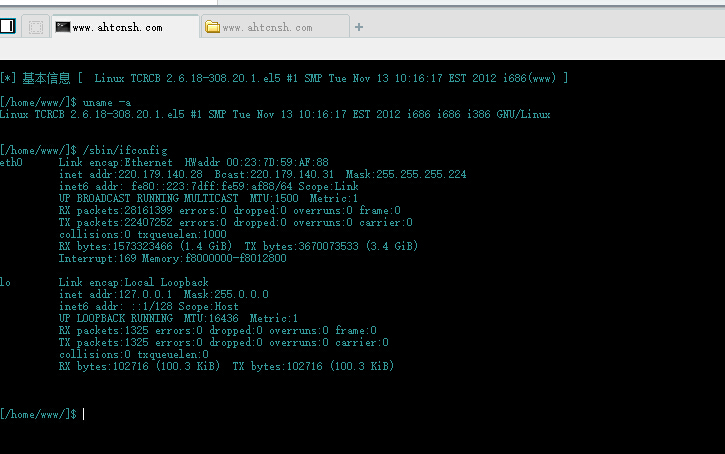 www.ahtcnsh.com
www.ahtcnsh.com
[*] 基本信息 [  Linux TCRCB 2.6.18-308.20.1.el5 #1 SMP Tue Nov 13 10:16:17 EST 2012 i686(www) ]
[/home/www/]$ uname -a
Linux TCRCB 2.6.18-308.20.1.el5 #1 SMP Tue Nov 13 10:16:17 EST 2012 i686 i686 i386 GNU/Linux
[/home/www/]$ /sbin/ifconfig
eth0      Link encap:Ethernet  HWaddr 00:23:7D:59:AF:88
inet addr:220.179.140.28  Bcast:220.179.140.31  Mask:255.255.255.224
inet6 addr: fe80::223:7dff:fe59:af88/64 Scope:Link
UP BROADCAST RUNNING MULTICAST  MTU:1500  Metric:1
RX packets:28161399 errors:0 dropped:0 overruns:0 frame:0
TX packets:22407252 errors:0 dropped:0 overruns:0 carrier:0
collisions:0 txqueuelen:1000
RX bytes:1573323466 (1.4 GiB)  TX bytes:3670073533 (3.4 GiB)
Interrupt:169 Memory:f8000000-f8012800
lo        Link encap:Local Loopback
inet addr:127.0.0.1  Mask:255.0.0.0
inet6 addr: ::1/128 Scope:Host
UP LOOPBACK RUNNING  MTU:16436  Metric:1
RX packets:1325 errors:0 dropped:0 overruns:0 frame:0
TX packets:1325 errors:0 dropped:0 overruns:0 carrier:0
collisions:0 txqueuelen:0
RX bytes:102716 (100.3 KiB)  TX bytes:102716 (100.3 KiB)
[/home/www/]$